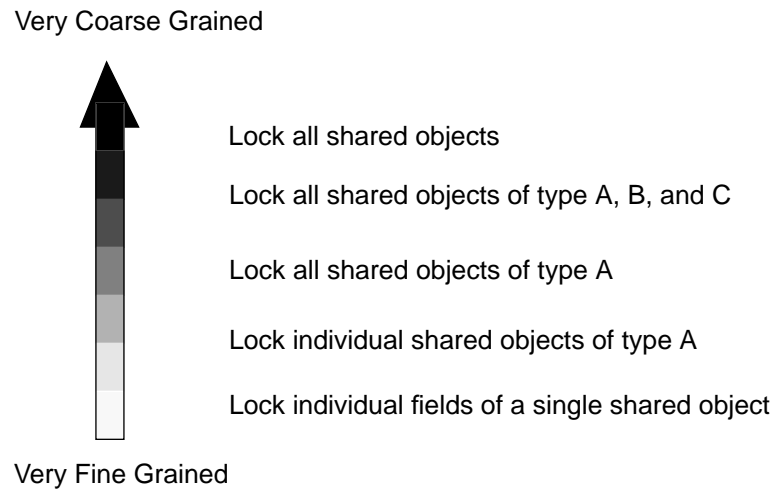 Very Coarse Grained
Lock all shared objects
Lock all shared objects of type A, B, and C
Lock all shared objects of type A
Lock individual shared objects of type A
Lock individual fields of a single shared object
Very Fine Grained